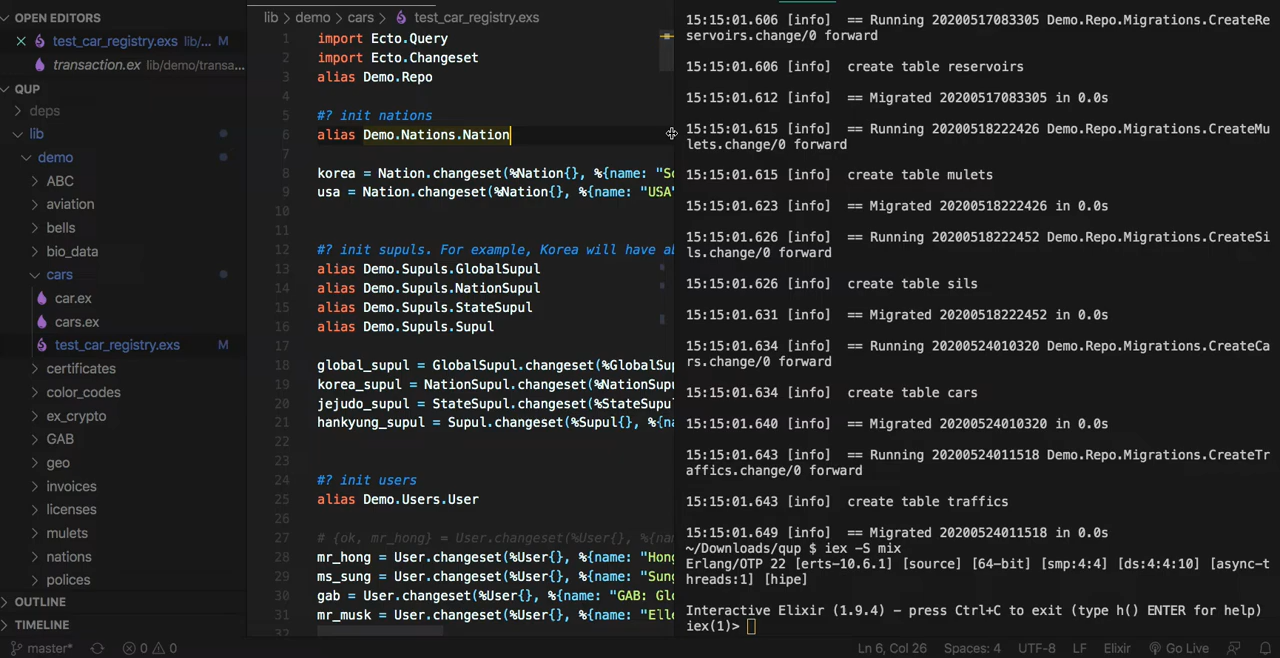 OPEN EDITORS
test_car_registry.exs lib/... M
transaction.ex lib/demo/transa...
QUP
deps
lib
demo
ABC
aviation
bells
bio_data
cars
car.ex
cars.ex
test_car_registry.exs M
certificates
color_codes
ex_crypto
GAB
geo
invoices
licenses
mulets
nations
polices
OUTLINE
TIMELINE
lib > demo > cars > test_car_registry.exs
1 import Ecto.Query
2 import Ecto.Changeset
3 alias Demo.Repo
4
5 #? init nations
6 alias Demo.Nations.Nation
7
8 korea = Nation.changeset(%Nation{}, %{name: "So
9 usa = Nation.changeset(%Nation{}, %{name: "USA"
10
11
12 #? init supuls. For example, Korea will have ab
13 alias Demo.Supuls.GlobalSupul
14 alias Demo.Supuls.NationSupul
15 alias Demo.Supuls.StateSupul
16 alias Demo.Supuls.Supul
17
18 global_supul = GlobalSupul.changeset(%GlobalSu
19 korea_supul = NationSupul.changeset(%NationSupu
20 jejudo_supul = StateSupul.changeset(%StateSupul
21 hankyung_supul = Supul.changeset(%Supul{}, %{na
22
23
24 #? init users
25 alias Demo.Users.User
26
27 # {ok, mr_hong} = User.changeset(%User{}, %{nam
28 mr_hong = User.changeset(%User{}, %{name: "Hong
29 ms_sung = User.changeset(%User{}, %{name: "Sung
30 gab = User.changeset(%User{}, %{name: "GAB: Glo
31 mr_musk = User.changeset(%User{}, %{name: "Ello
32
15:15:01.606 [info] == Running 20200517083305 Demo.Repo.Migrations.CreateRe
servoirs.change/0 forward
15:15:01.606 [info] create table reservoirs
15:15:01.612 [info] == Migrated 20200517083305 in 0.0s
15:15:01.615 [info] == Running 20200518222426 Demo.Repo.Migrations.CreateMu
lets.change/0 forward
15:15:01.615 [info] create table mulets
15:15:01.623 [info] == Migrated 20200518222426 in 0.0s
15:15:01.626 [info] == Running 20200518222452 Demo.Repo.Migrations.CreateSi
ls.change/0 forward
15:15:01.626 [info] create table sils
15:15:01.631 [info] == Migrated 20200518222452 in 0.0s
15:15:01.634 [info] == Running 20200524010320 Demo.Repo.Migrations.CreateCa
rs.change/0 forward
15:15:01.634 [info] create table cars
15:15:01.640 [info] == Migrated 20200524010320 in 0.0s
15:15:01.643 [info] == Running 20200524011518 Demo.Repo.Migrations.CreateTr
affics.change/0 forward
15:15:01.643 [info] create table traffics
15:15:01.649 [info] == Migrated 20200524011518 in 0.0s
~/Downloads/qup $ iex -S mix
Erlang/OTP 22 [erts-10.6.1] [source] [64-bit] [smp:4:4] [ds:4:4:10] [async-t
hreads:1] [hipe]
Interactive Elixir (1.9.4) - press Ctrl+C to exit (type h() ENTER for help)
iex(1)>
master* 0 0 Ln 6, Col 26 Spaces: 4 UTF-8 LF Elixir Go Live